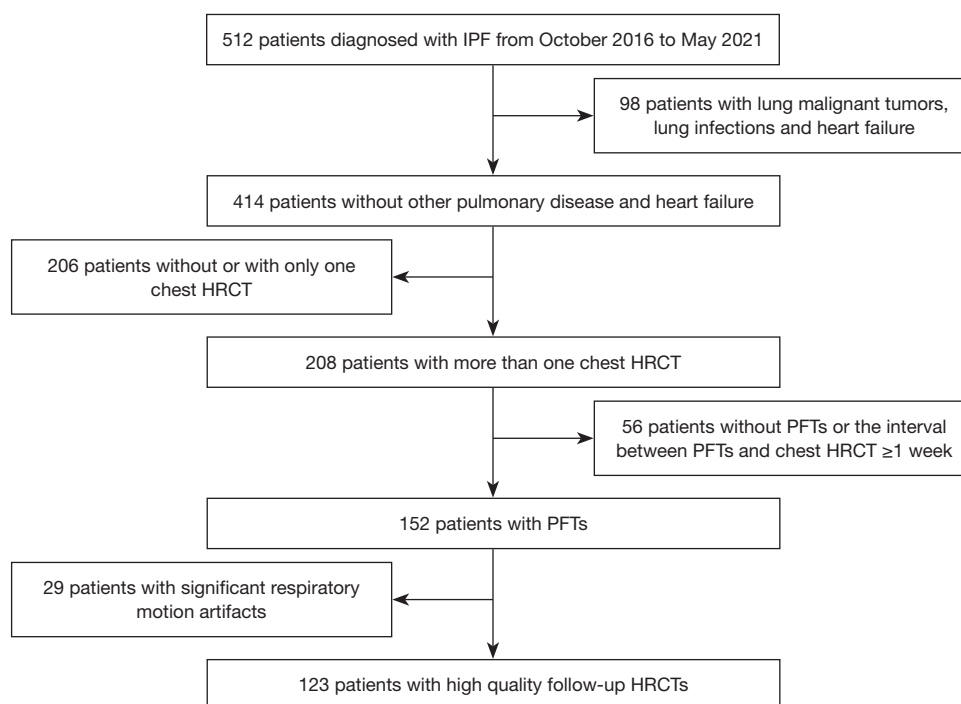 512 patients diagnosed with IPF from October 2016 to May 2021
98 patients with lung malignant tumors,
lung infections and heart failure
414 patients without other pulmonary disease and heart failure
206 patients without or with only one
chest HRCT
208 patients with more than one chest HRCT
56 patients without PFTs or the interval
between PFTs and chest HRCT ≥1 week
152 patients with PFTs
29 patients with significant respiratory
motion artifacts
123 patients with high quality follow-up HRCTs